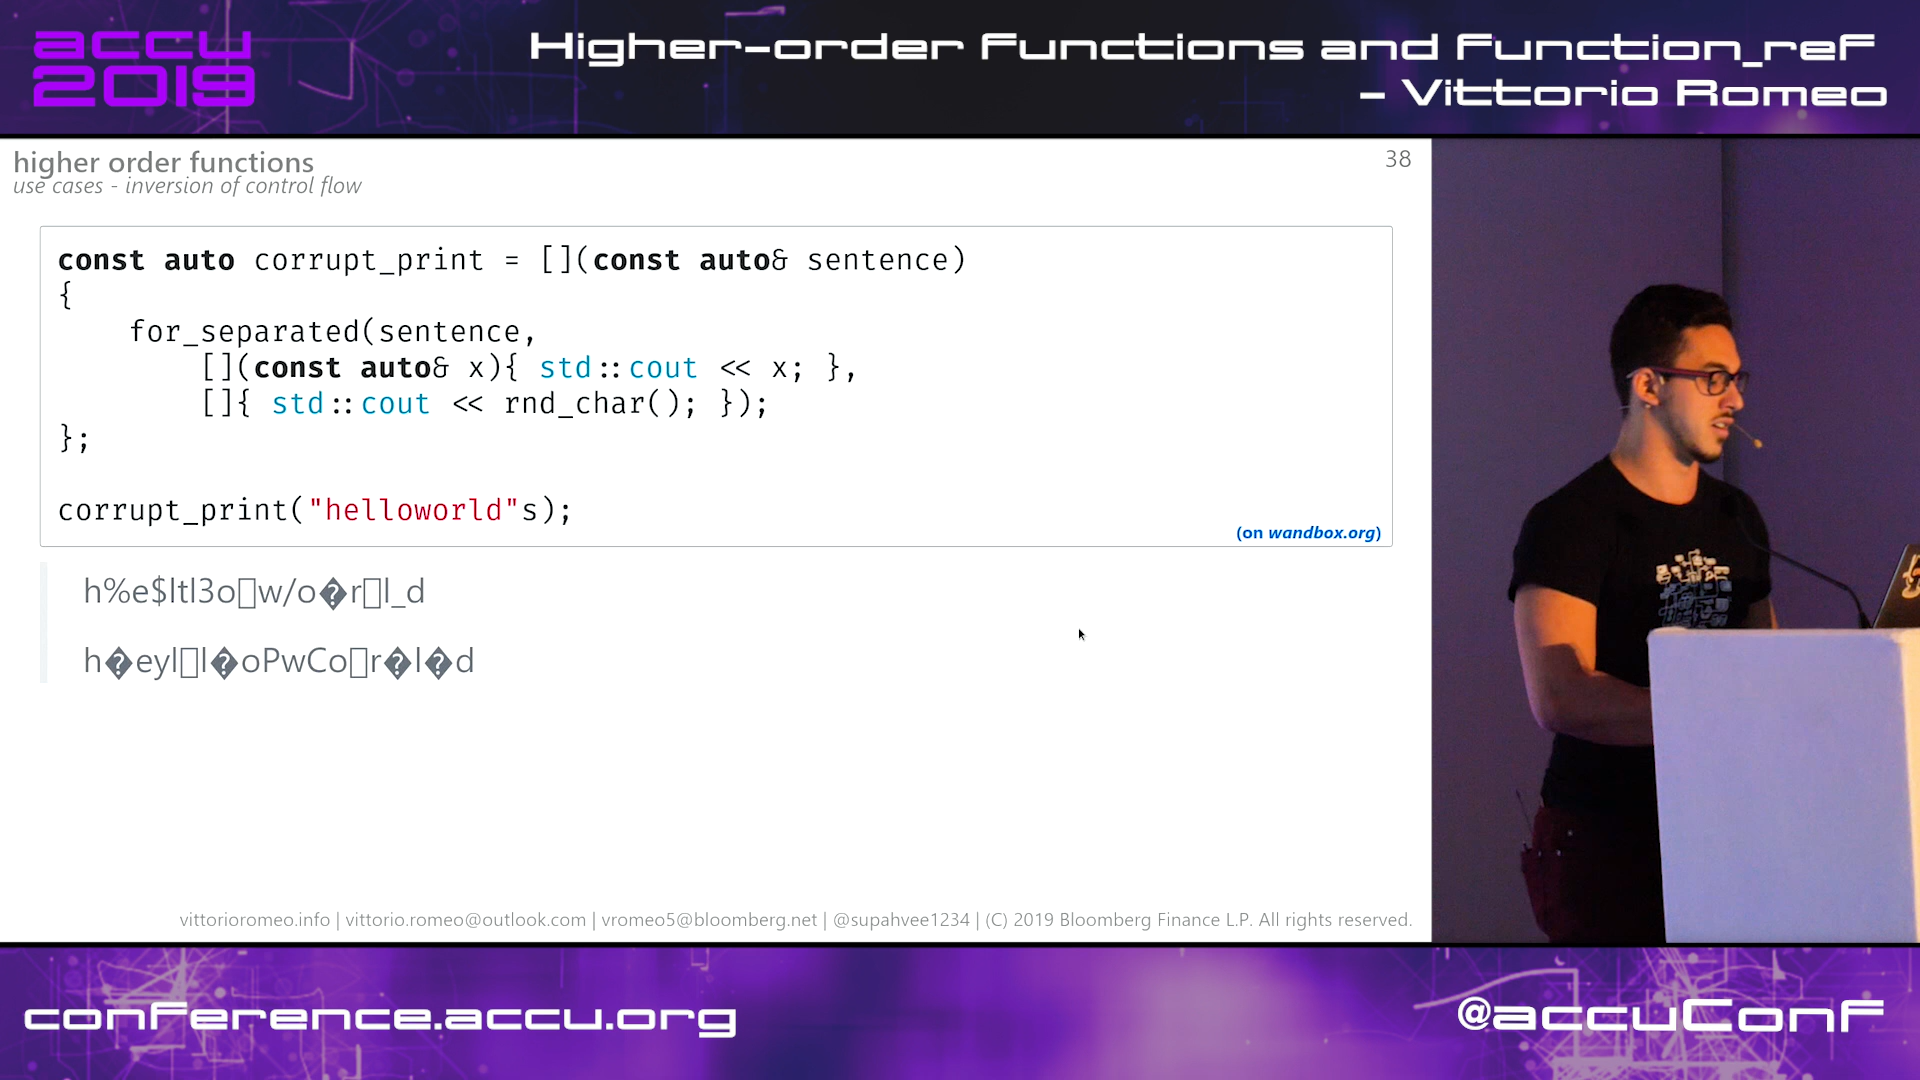 accu
2019
Higher-order Functions and Function_ref
- Vittorio Romeo
higher order functions
38
use cases - inversion of control flow
const auto corrupt_print = [](const auto& sentence)
{
    for_separated(sentence,
        [](const auto& x){ std::cout << x; },
        []{ std::cout << rnd_char(); });
};
corrupt_print("helloworld"s);
(on wandbox.org)
h%e$ltl3o▯w/o�r▯l_d
h�eyl▯l�oPwCo▯r�l�d
vittorioromeo.info | vittorio.romeo@outlook.com | vromeo5@bloomberg.net | @supahvee1234 | (C) 2019 Bloomberg Finance L.P. All rights reserved.
conference.accu.org
@accuConf